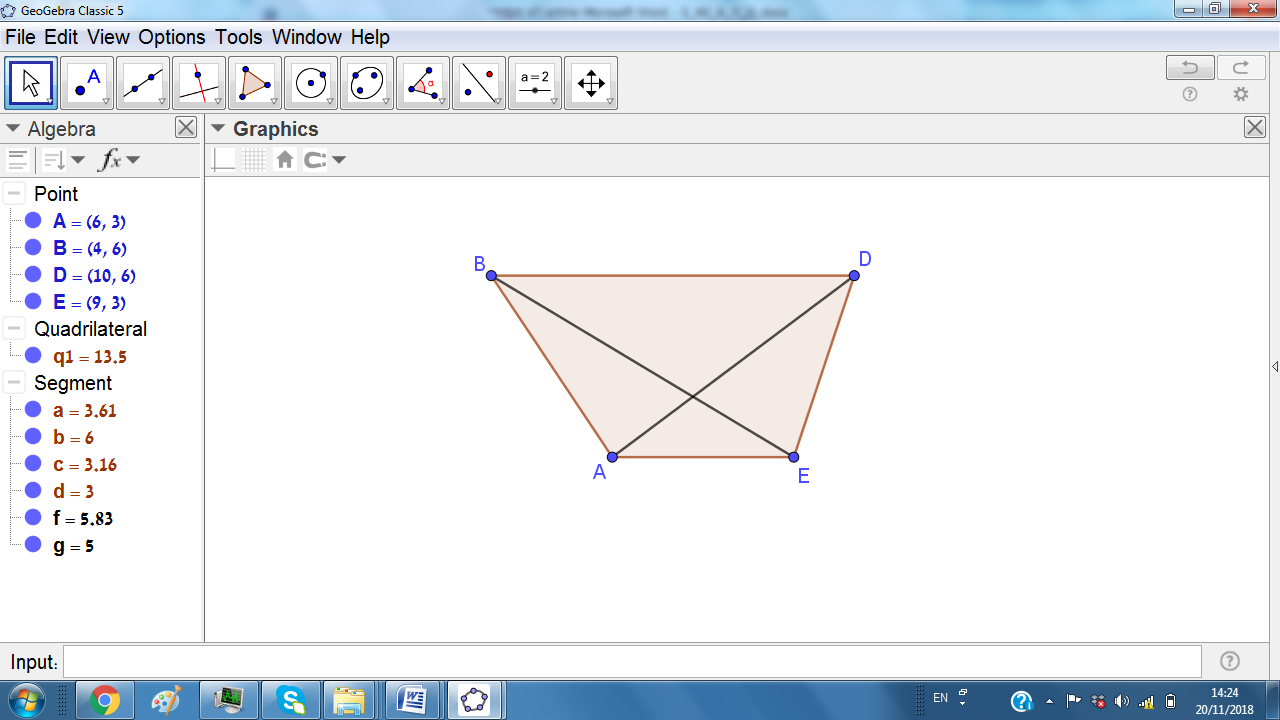 GeoGebra Classic 5
File Edit View Options Tools Window Help
A
α
a=2
Algebra
Graphics
fx
Point
A = (6, 3)
B = (4, 6)
D = (10, 6)
E = (9, 3)
Quadrilateral
q1 = 13.5
Segment
a = 3.61
b = 6
c = 3.16
d = 3
f = 5.83
g = 5
B
D
A
E
Input:
EN
14:24
20/11/2018